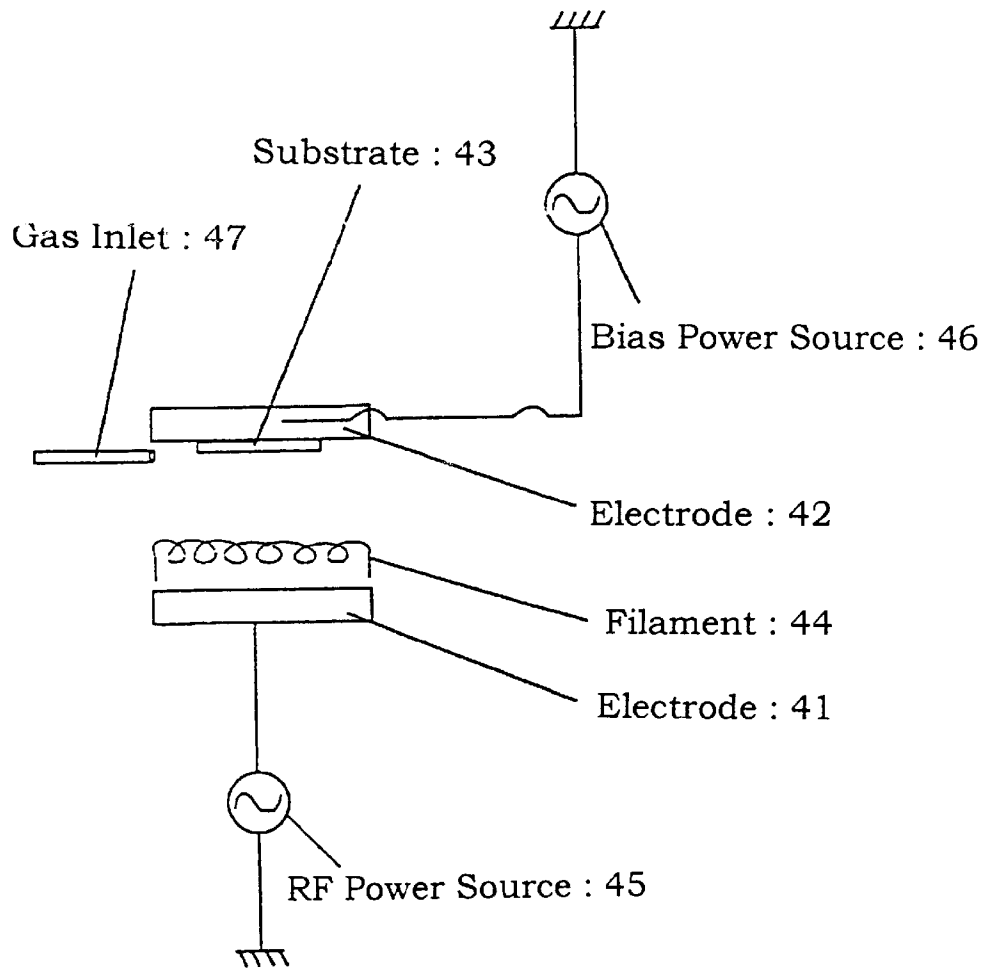 Substrate : 43
Gas Inlet : 47
Bias Power Source : 46
Electrode : 42
Filament : 44
Electrode : 41
RF Power Source : 45